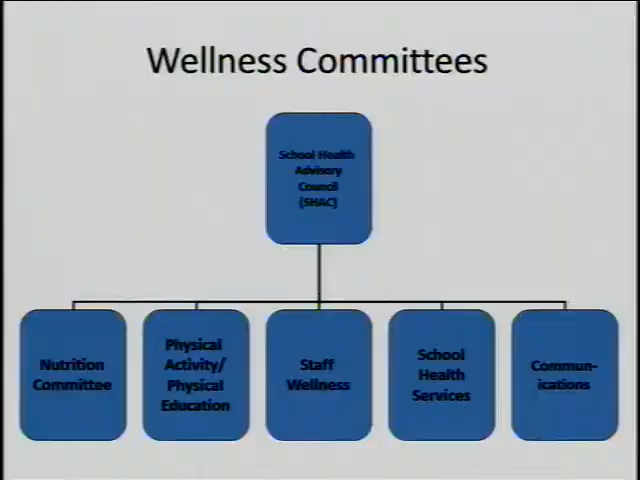 Wellness Committees
School Health
Advisory
Council
(SHAC)
Nutrition
Committee
Physical
Activity/
Physical
Education
Staff
Wellness
School
Health
Services
Commun-
ications